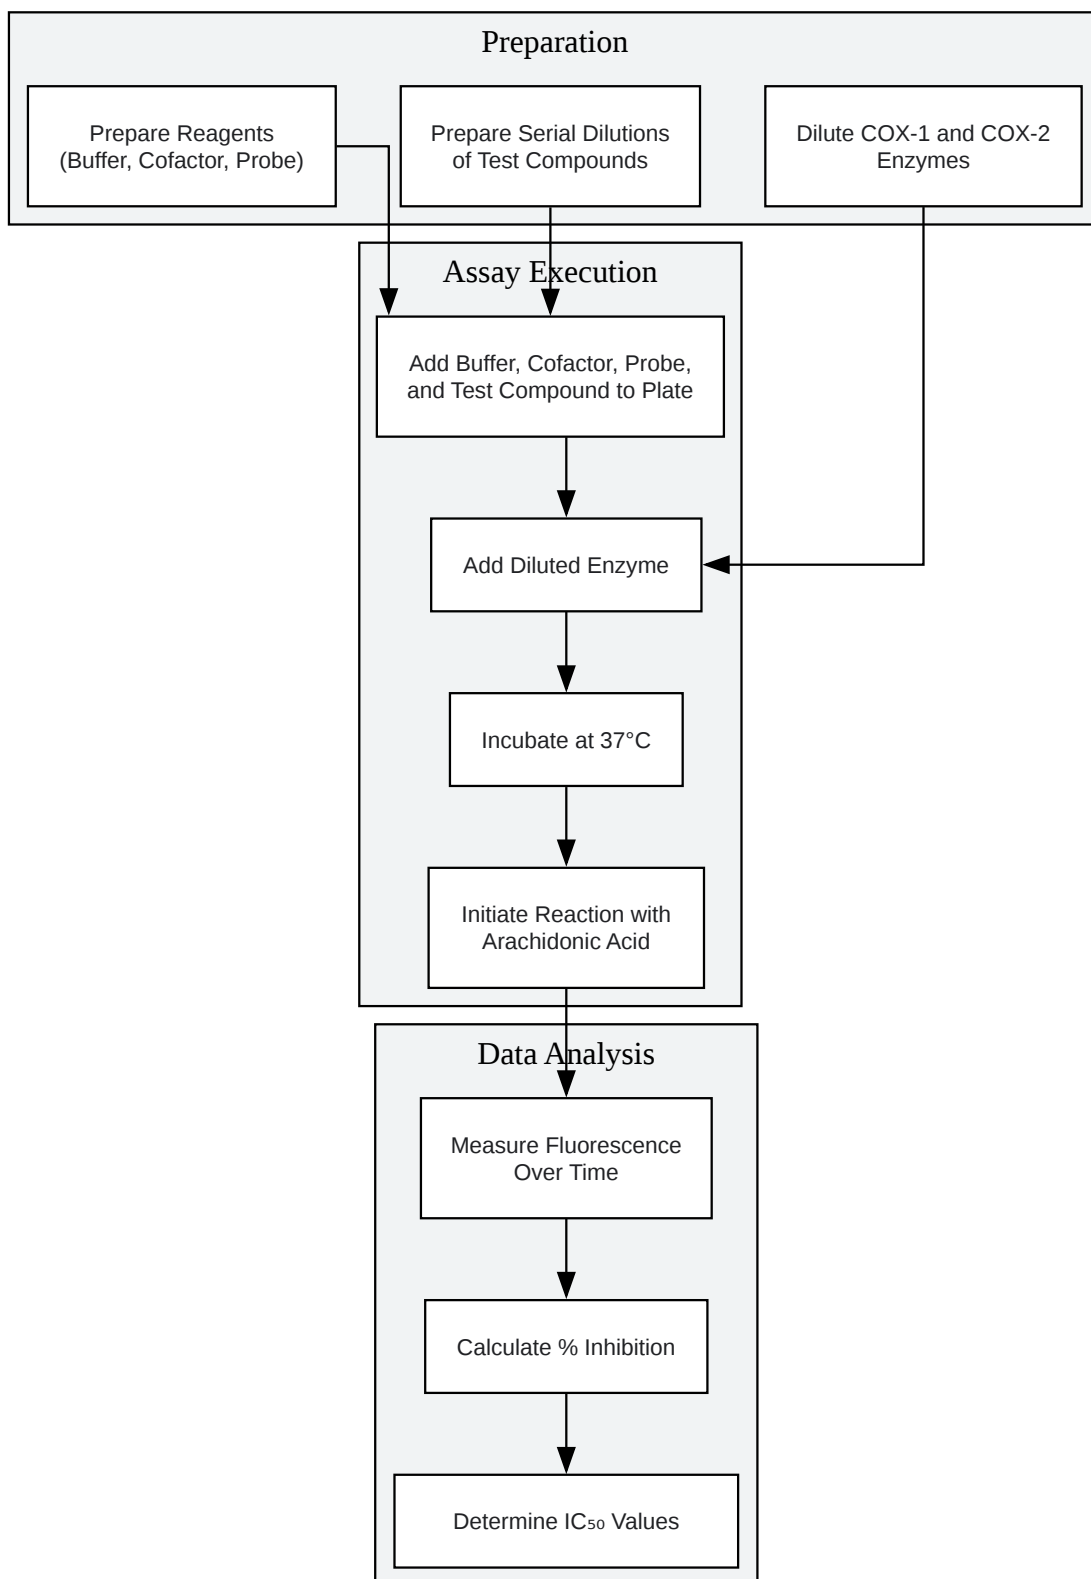 Preparation
Prepare Reagents
(Buffer, Cofactor, Probe)
Prepare Serial Dilutions
of Test Compounds
Dilute COX-1 and COX-2
Enzymes
Assay Execution
Add Buffer, Cofactor, Probe,
and Test Compound to Plate
Add Diluted Enzyme
Incubate at 37°C
Initiate Reaction with
Arachidonic Acid
Data Analysis
Measure Fluorescence
Over Time
Calculate % Inhibition
Determine IC₅₀ Values